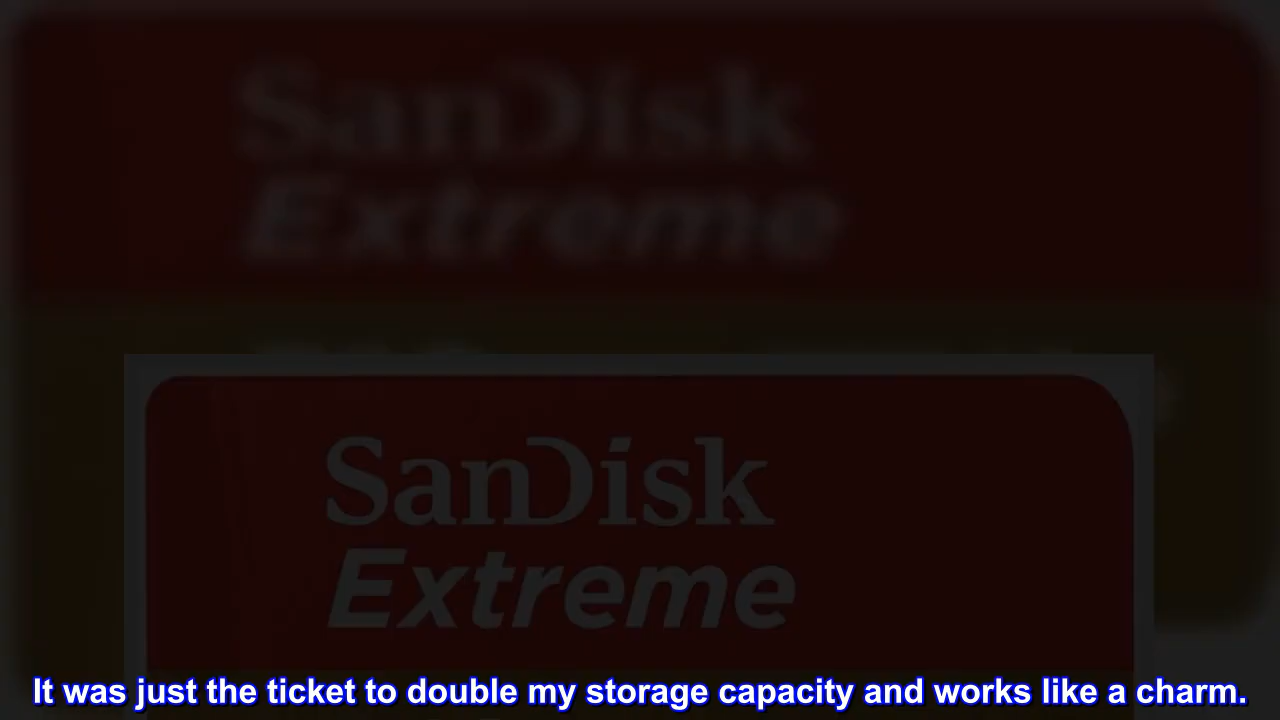 SanDisk
Extreme
SanDisk
Extreme
It was just the ticket to double my storage capacity and works like a charm.